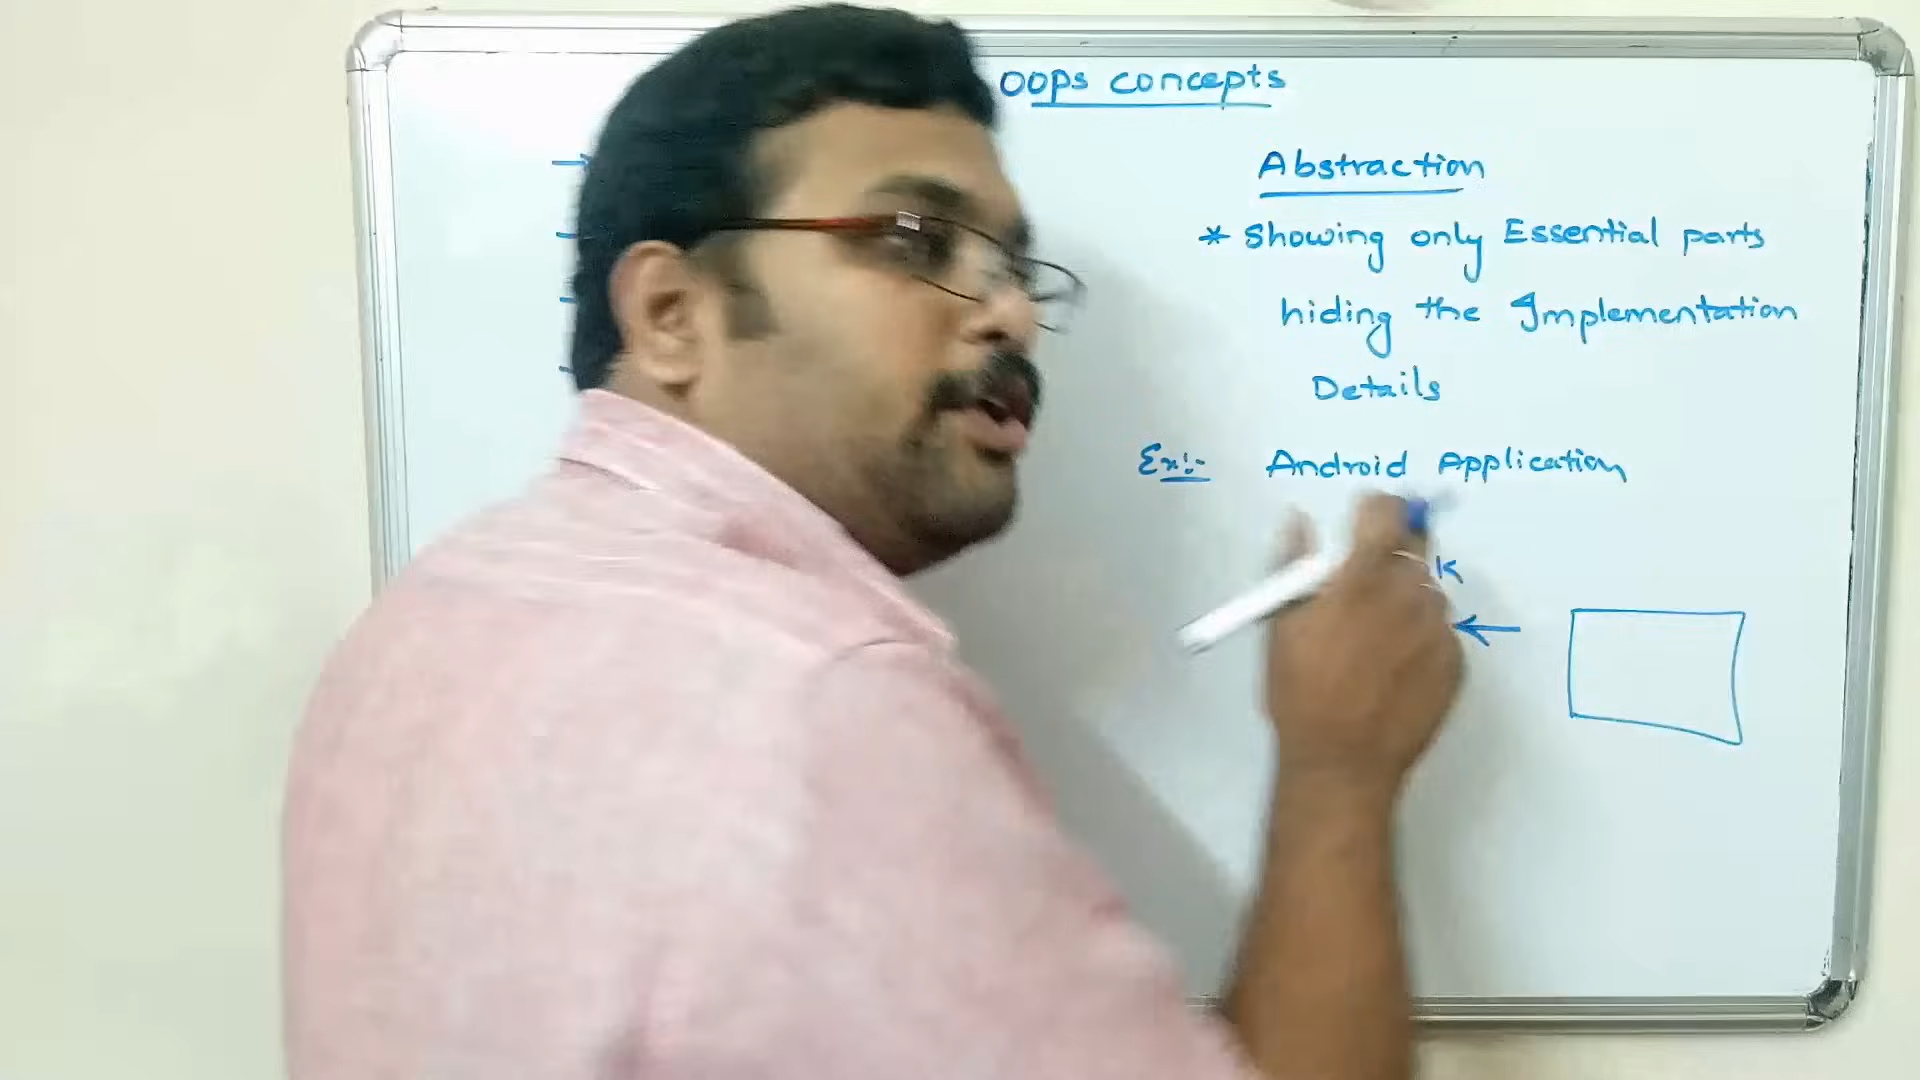 OOPS concepts
Abstraction
* Showing only Essential parts
hiding the Implementation
Details
Ex:- Android Application
K